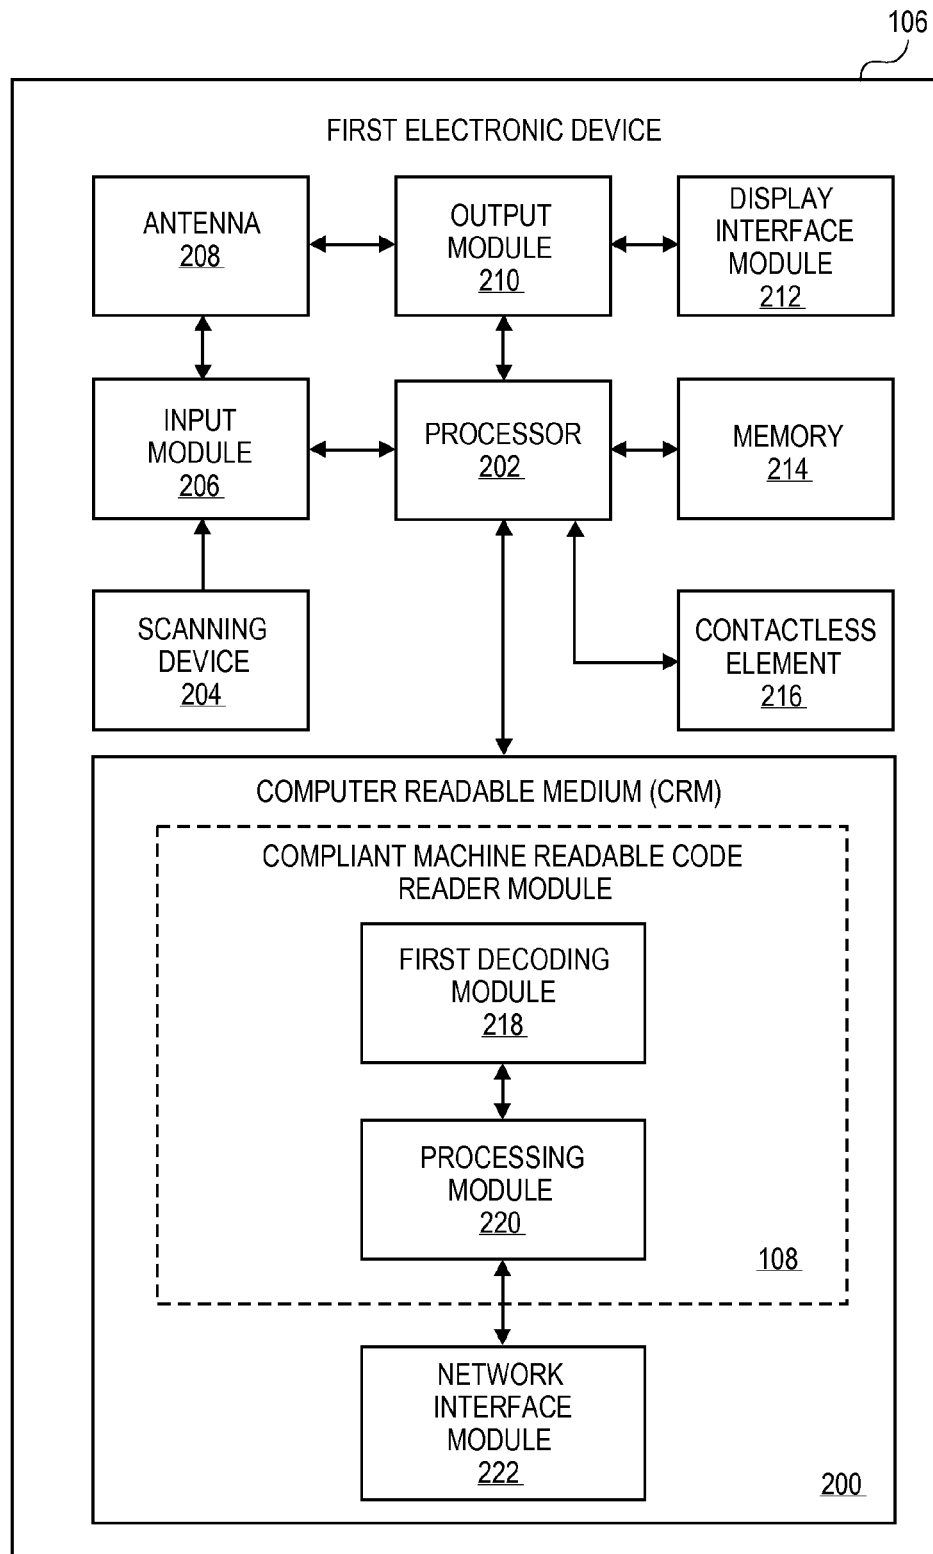 106
FIRST ELECTRONIC DEVICE
ANTENNA
208
OUTPUT
MODULE
210
DISPLAY
INTERFACE
MODULE
212
INPUT
MODULE
206
PROCESSOR
202
MEMORY
214
SCANNING
DEVICE
204
CONTACTLESS
ELEMENT
216
COMPUTER READABLE MEDIUM (CRM)
COMPLIANT MACHINE READABLE CODE
READER MODULE
FIRST DECODING
MODULE
218
PROCESSING
MODULE
220
108
NETWORK
INTERFACE
MODULE
222
200